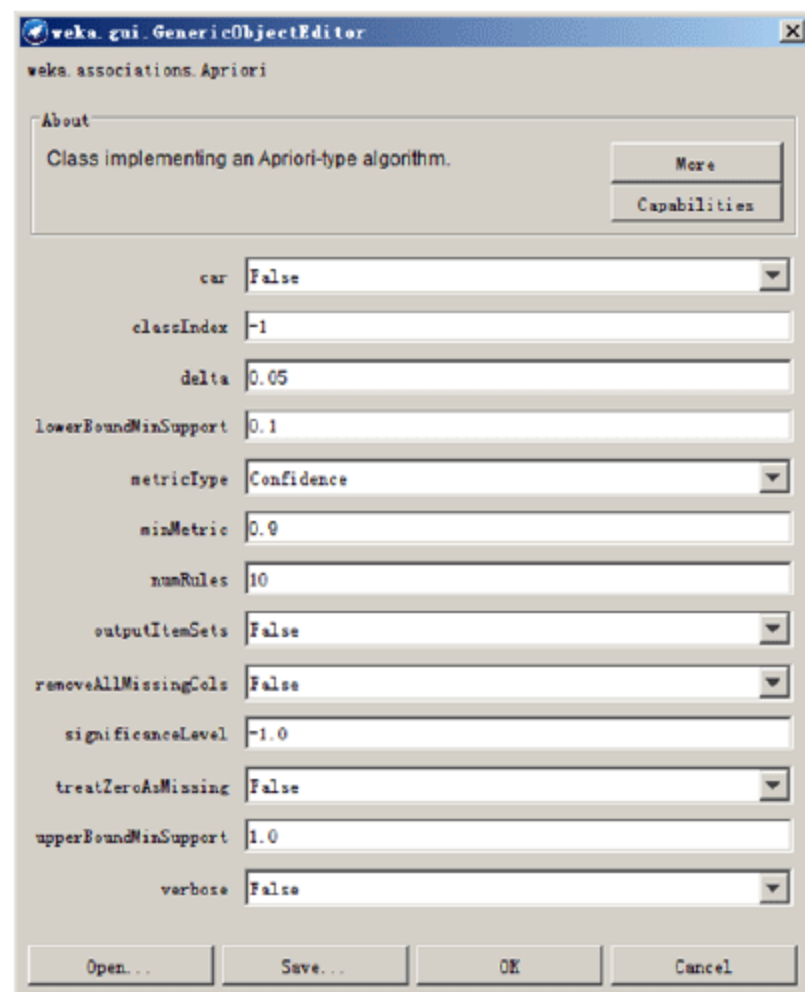 weka.gui.GenericObjectEditor
weka.associations.Apriori
About
Class implementing an Apriori-type algorithm.
More
Capabilities
car False
classIndex -1
delta 0.05
lowerBoundMinSupport 0.1
metricType Confidence
minMetric 0.9
numRules 10
outputItemSets False
removeAllMissingCols False
significanceLevel -1.0
treatZeroAsMissing False
upperBoundMinSupport 1.0
verbose False
Open... Save... OK Cancel